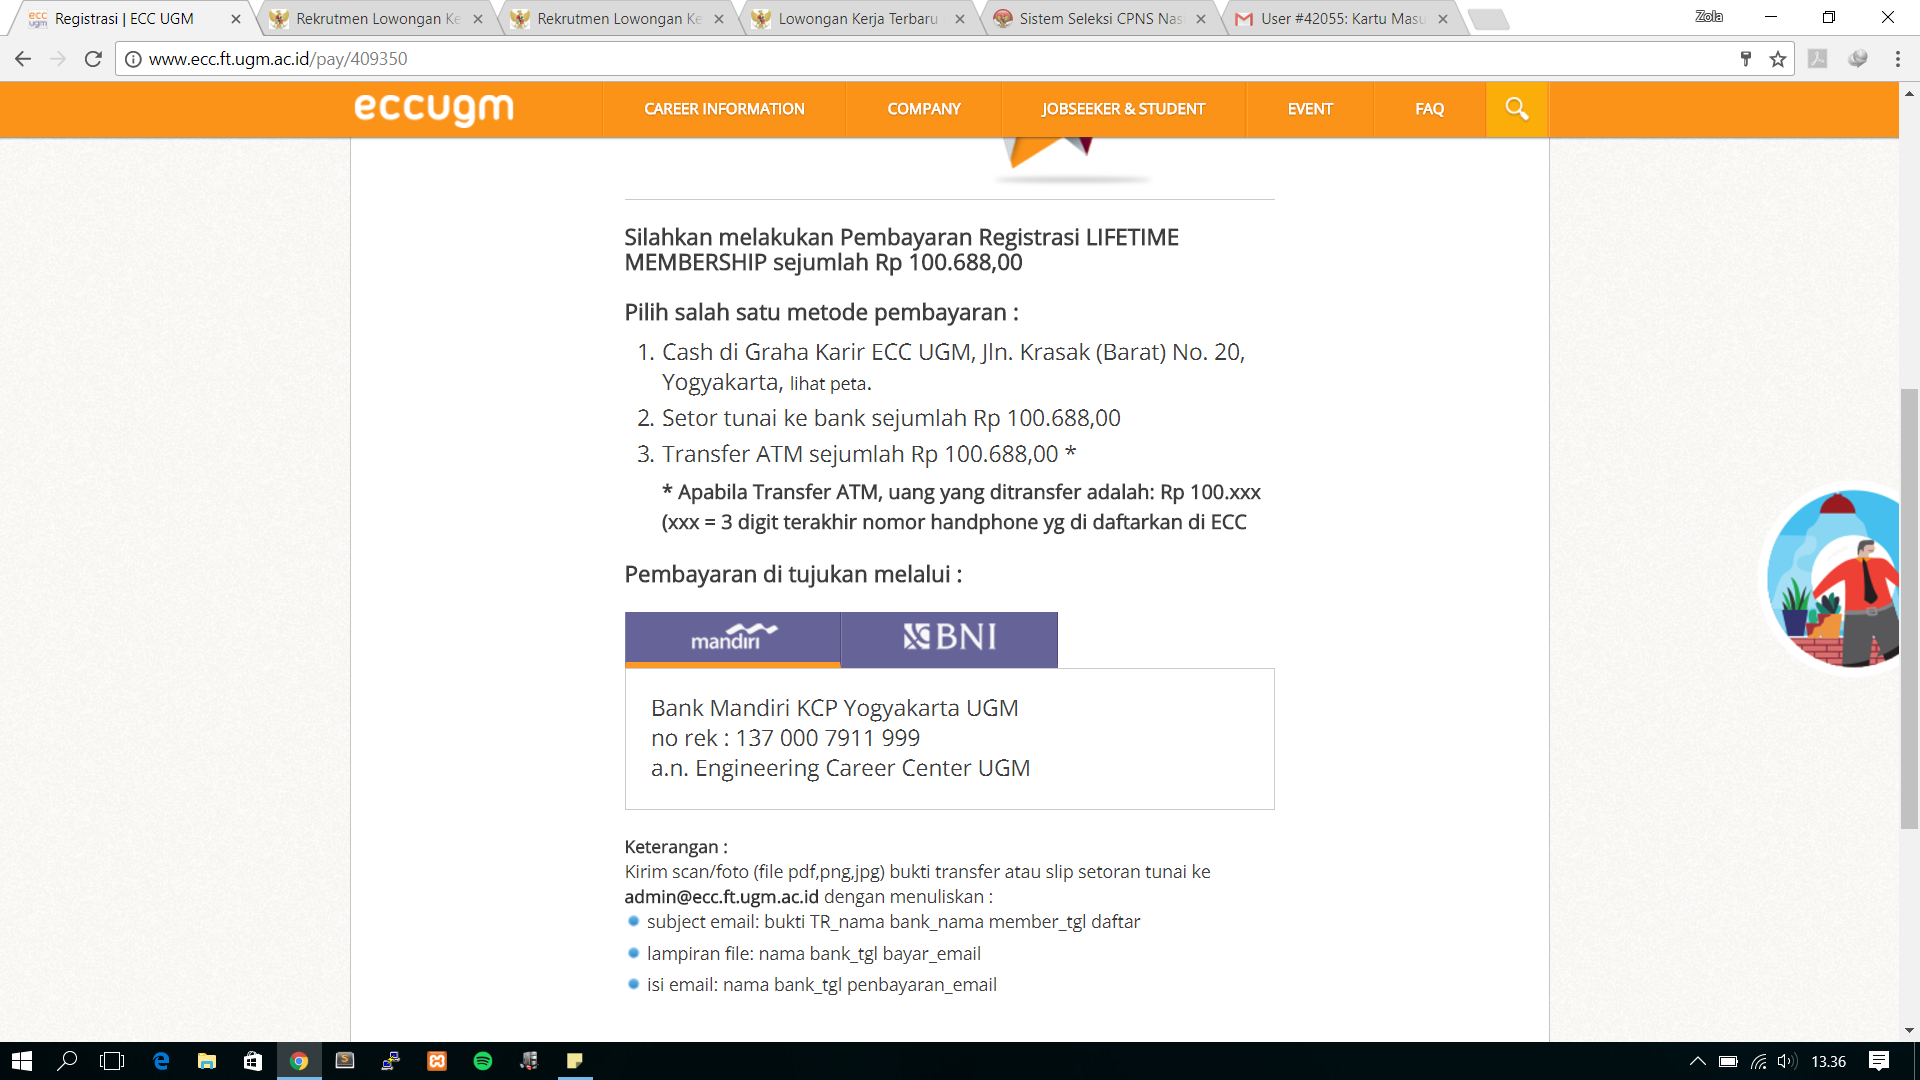 Registrasi | ECC UGM
Rekrutmen Lowongan Ke
Rekrutmen Lowongan Ke
Lowongan Kerja Terbaru
Sistem Seleksi CPNS Nas
User #42055: Kartu Masu
Zola
www.ecc.ft.ugm.ac.id/pay/409350
eccugm
CAREER INFORMATION
COMPANY
JOBSEEKER & STUDENT
EVENT
FAQ
Silahkan melakukan Pembayaran Registrasi LIFETIME
MEMBERSHIP sejumlah Rp 100.688,00
Pilih salah satu metode pembayaran :
1. Cash di Graha Karir ECC UGM, Jln. Krasak (Barat) No. 20,
Yogyakarta, lihat peta.
2. Setor tunai ke bank sejumlah Rp 100.688,00
3. Transfer ATM sejumlah Rp 100.688,00 *
* Apabila Transfer ATM, uang yang ditransfer adalah: Rp 100.xxx
(xxx = 3 digit terakhir nomor handphone yg di daftarkan di ECC
Pembayaran di tujukan melalui :
mandiri
BNI
Bank Mandiri KCP Yogyakarta UGM
no rek : 137 000 7911 999
a.n. Engineering Career Center UGM
Keterangan :
Kirim scan/foto (file pdf,png,jpg) bukti transfer atau slip setoran tunai ke
admin@ecc.ft.ugm.ac.id dengan menuliskan :
subject email: bukti TR_nama bank_nama member_tgl daftar
lampiran file: nama bank_tgl bayar_email
isi email: nama bank_tgl penbayaran_email
13.36